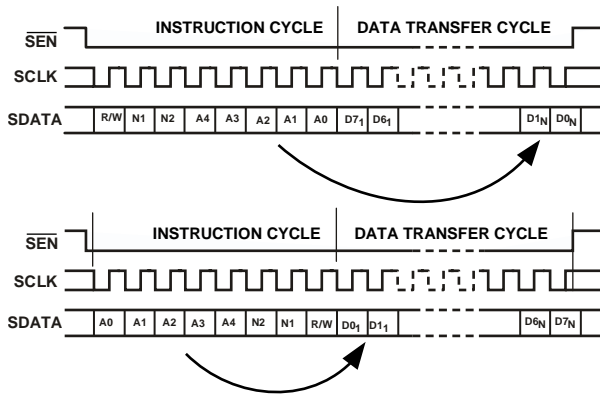 INSTRUCTION CYCLE DATA TRANSFER CYCLE
SEN
SCLK
SDATA R/W N1 N2 A4 A3 A2 A1 A0 D71 D61 D1N D0N
INSTRUCTION CYCLE DATA TRANSFER CYCLE
SEN
SCLK
SDATA A0 A1 A2 A3 A4 N2 N1 R/W D01 D11 D6N D7N